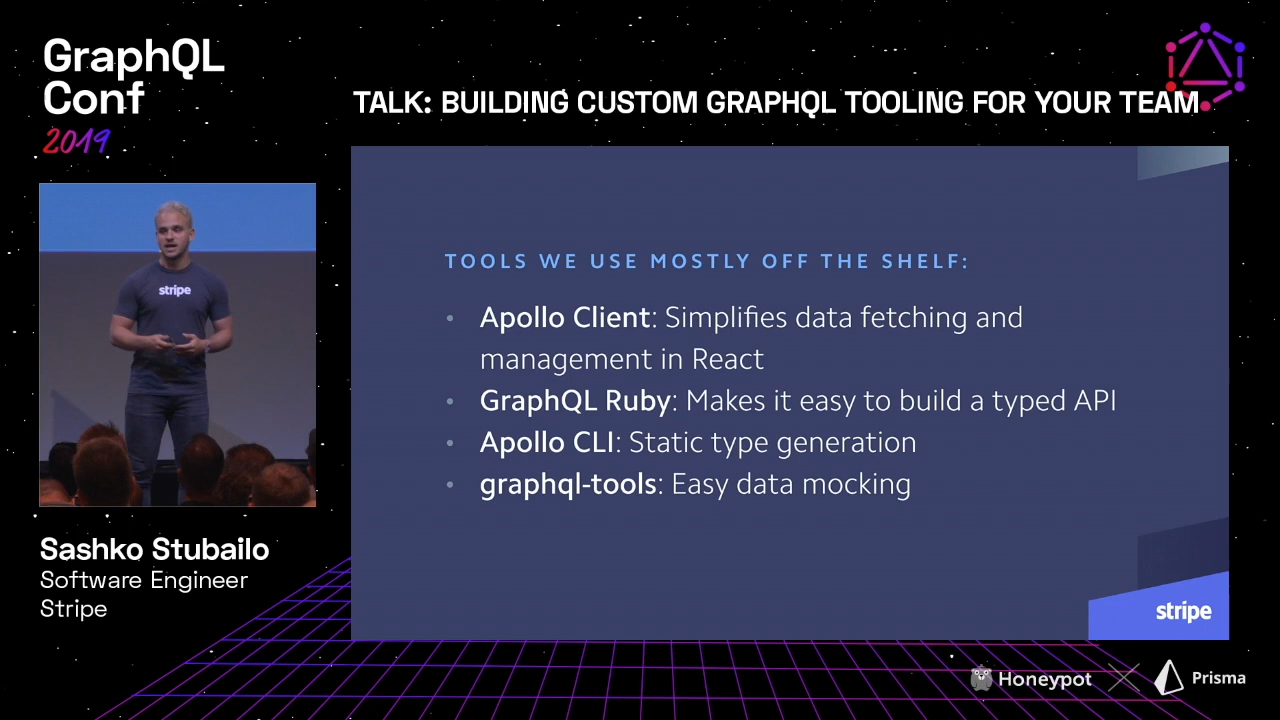 GraphQL
Conf
2019
TALK: BUILDING CUSTOM GRAPHQL TOOLING FOR YOUR TEAM
stripe
TOOLS WE USE MOSTLY OFF THE SHELF:
• Apollo Client: Simplifies data fetching and
management in React
• GraphQL Ruby: Makes it easy to build a typed API
• Apollo CLI: Static type generation
• graphql-tools: Easy data mocking
stripe
Sashko Stubailo
Software Engineer
Stripe
Honeypot
Prisma